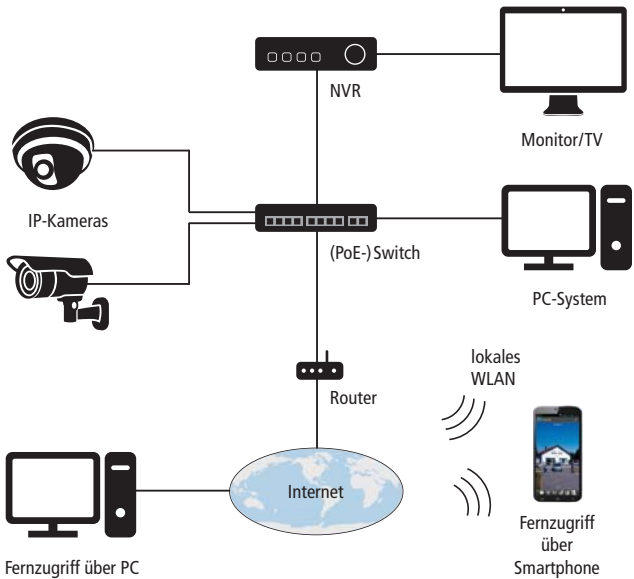 NVR
Monitor/TV
IP-Kameras
(PoE-) Switch
PC-System
lokales
WLAN
Router
Internet
Fernzugriff über PC
Fernzugriff
über
Smartphone